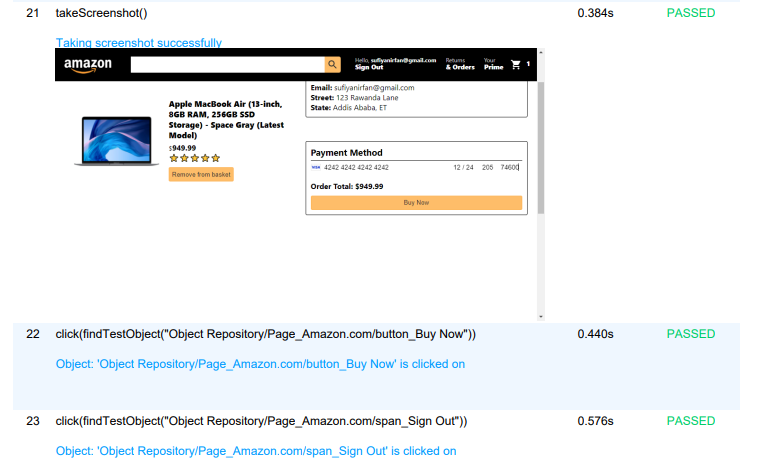 21 takeScreenshot() 0.384s PASSED
Taking screenshot successfully
amazon
Hello, sufiyanirfan@gmail.com
Sign Out
Returns
& Orders
Your
Prime
1
Email: sufiyanirfan@gmail.com
Street: 123 Rawanda Lane
State: Addis Ababa, ET
Apple MacBook Air (13-inch,
8GB RAM, 256GB SSD
Storage) - Space Gray (Latest
Model)
$949.99
Remove from basket
Payment Method
VISA 4242 4242 4242 4242 12 / 24 205 74600
Order Total: $949.99
Buy Now
22 click(findTestObject("Object Repository/Page_Amazon.com/button_Buy Now")) 0.440s PASSED
Object: 'Object Repository/Page_Amazon.com/button_Buy Now' is clicked on
23 click(findTestObject("Object Repository/Page_Amazon.com/span_Sign Out")) 0.576s PASSED
Object: 'Object Repository/Page_Amazon.com/span_Sign Out' is clicked on